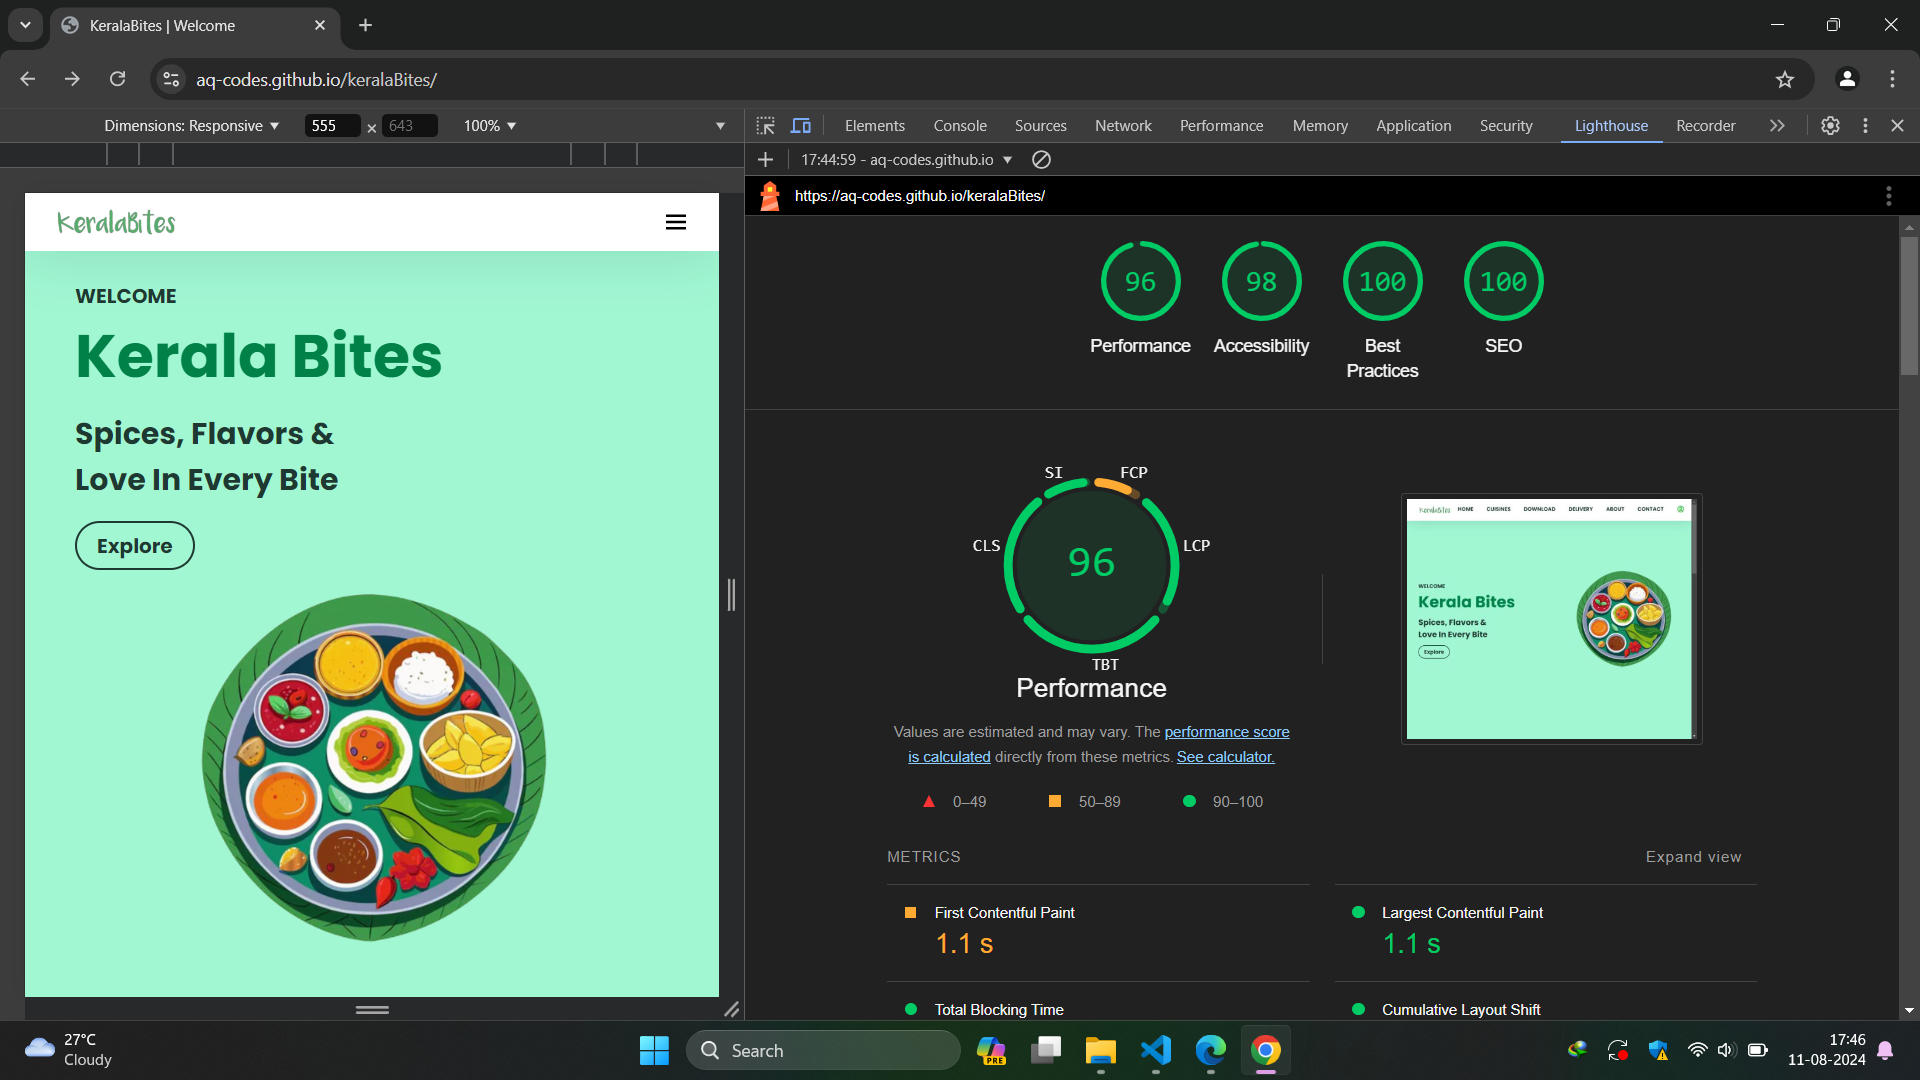 KeralaBites | Welcome
aq-codes.github.io/keralaBites/
Dimensions: Responsive 555 × 643 100%
Elements Console Sources Network Performance Memory Application Security Lighthouse Recorder
17:44:59 - aq-codes.github.io
https://aq-codes.github.io/keralaBites/
KeralaBites
WELCOME
Kerala Bites
Spices, Flavors &
Love In Every Bite
Explore
96 98 100 100
Performance Accessibility Best Practices SEO
SI FCP
CLS LCP
96
TBT
Performance
Values are estimated and may vary. The performance score
is calculated directly from these metrics. See calculator.
0–49 50–89 90–100
KeralaBites HOME CUISINES DOWNLOAD DELIVERY ABOUT CONTACT
WELCOME
Kerala Bites
Spices, Flavors &
Love In Every Bite
Explore
METRICS Expand view
First Contentful Paint
1.1 s
Largest Contentful Paint
1.1 s
Total Blocking Time
Cumulative Layout Shift
27°C
Cloudy
Search
PRE
17:46
11-08-2024